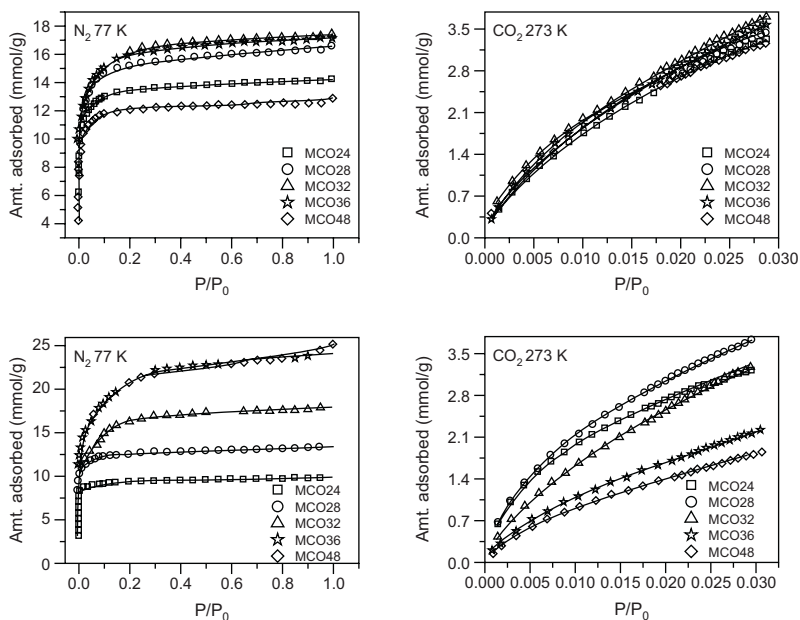 N₂ 77 K
Amt. adsorbed (mmol/g)
18
16
14
12
10
8
6
4
MCO24
MCO28
MCO32
MCO36
MCO48
0.0 0.2 0.4 0.6 0.8 1.0
P/P₀
CO₂ 273 K
Amt. adsorbed (mmol/g)
3.5
2.8
2.1
1.4
0.7
0.0
MCO24
MCO28
MCO32
MCO36
MCO48
0.000 0.005 0.010 0.015 0.020 0.025 0.030
P/P₀
N₂ 77 K
Amt. adsorbed (mmol/g)
25
20
15
10
5
0
MCO24
MCO28
MCO32
MCO36
MCO48
0.0 0.2 0.4 0.6 0.8 1.0
P/P₀
CO₂ 273 K
Amt. adsorbed (mmol/g)
3.5
2.8
2.1
1.4
0.7
0.0
MCO24
MCO28
MCO32
MCO36
MCO48
0.000 0.005 0.010 0.015 0.020 0.025 0.030
P/P₀